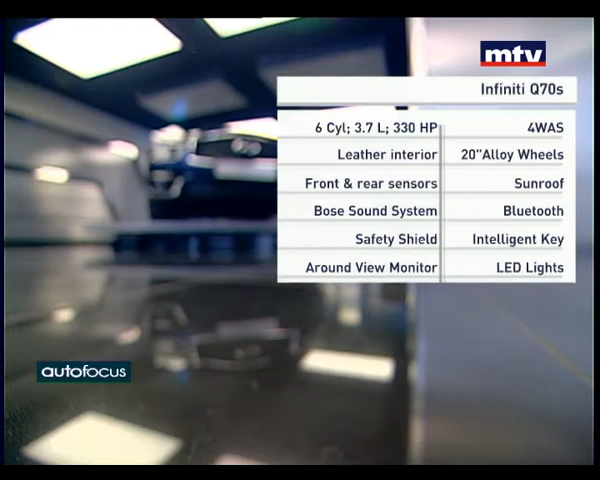 mtv
Infiniti Q70s
6 Cyl; 3.7 L; 330 HP 4WAS
Leather interior 20"Alloy Wheels
Front & rear sensors Sunroof
Bose Sound System Bluetooth
Safety Shield Intelligent Key
Around View Monitor LED Lights
autofocus